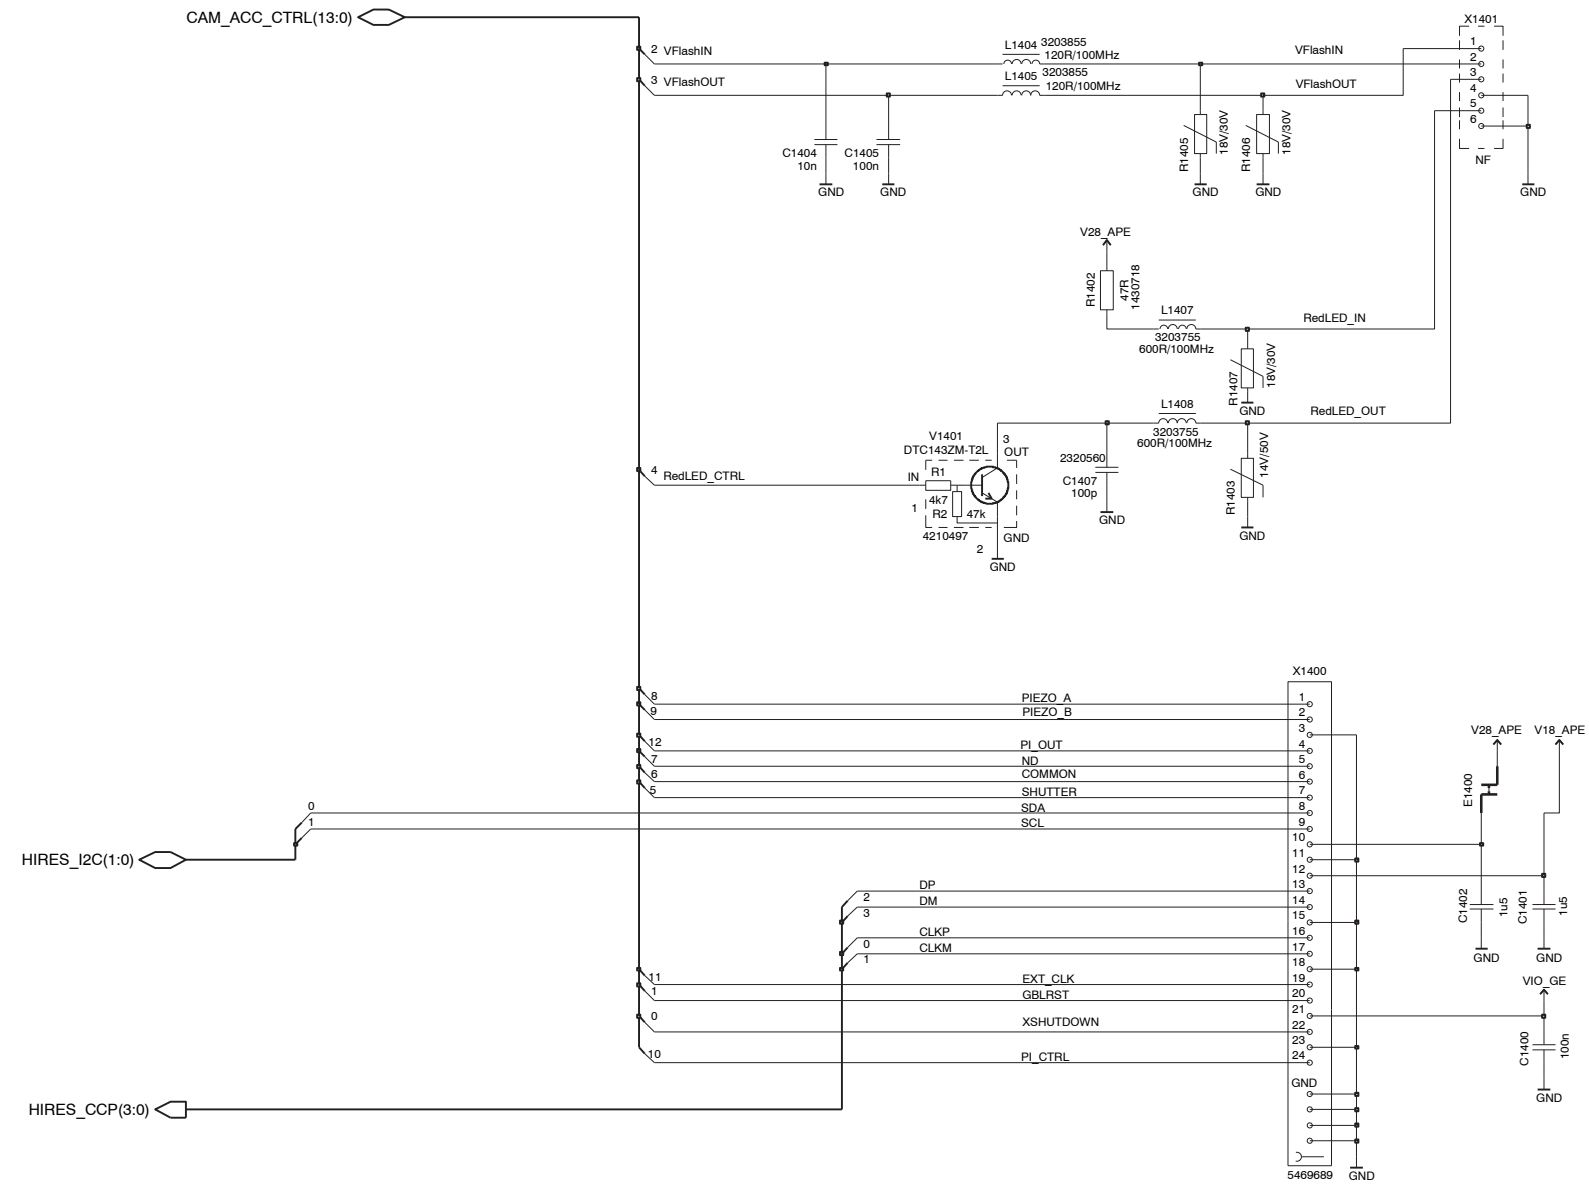 CAM_ACC_CTRL(13:0)
X1401
2 VFlashIN
L1404 3203855
120R/100MHz
VFlashIN
3 VFlashOUT
L1405 3203855
120R/100MHz
VFlashOUT
1
2
3
4
5
6
NF
GND
C1404
10n
GND
C1405
100n
GND
R1405
18V/30V
GND
R1406
18V/30V
GND
V28_APE
R1402
47R
1430718
L1407
3203755
600R/100MHz
RedLED_IN
R1407
18V/30V
GND
L1408
3203755
600R/100MHz
RedLED_OUT
R1403
14V/50V
GND
2320560
C1407
100p
GND
4 RedLED_CTRL
V1401
DTC143ZM-T2L
3
OUT
IN
R1
4k7
1
R2
47k
4210497
GND
2
GND
X1400
8
PIEZO_A
1
9
PIEZO_B
2
3
12
PI_OUT
4
7
ND
5
6
COMMON
6
5
SHUTTER
7
0
SDA
8
1
SCL
9
HIRES_I2C(1:0)
10
11
12
DP
13
2
DM
14
3
15
CLKP
16
0
CLKM
17
1
18
11
EXT_CLK
19
1
GBLRST
20
21
0
XSHUTDOWN
22
23
10
PI_CTRL
24
GND
HIRES_CCP(3:0)
5469689
GND
V28_APE
V18_APE
E1400
C1402
1u5
GND
C1401
1u5
GND
VIO_GE
C1400
100n
GND